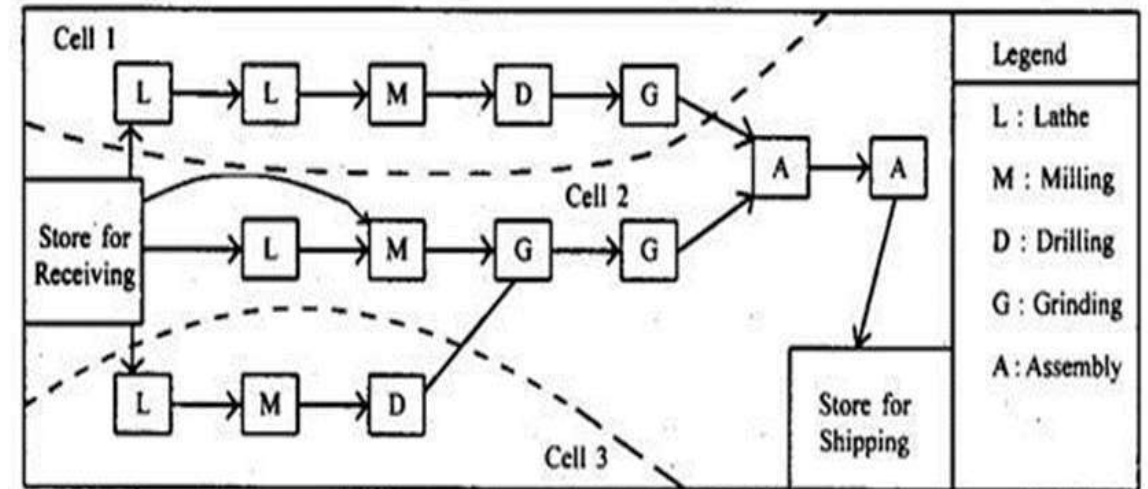 Cell 1
L
L
M
D
G
A
A
Cell 2
Store for
Receiving
L
M
G
G
L
M
D
Cell 3
Store for
Shipping
Legend
L : Lathe
M : Milling
D : Drilling
G : Grinding
A : Assembly